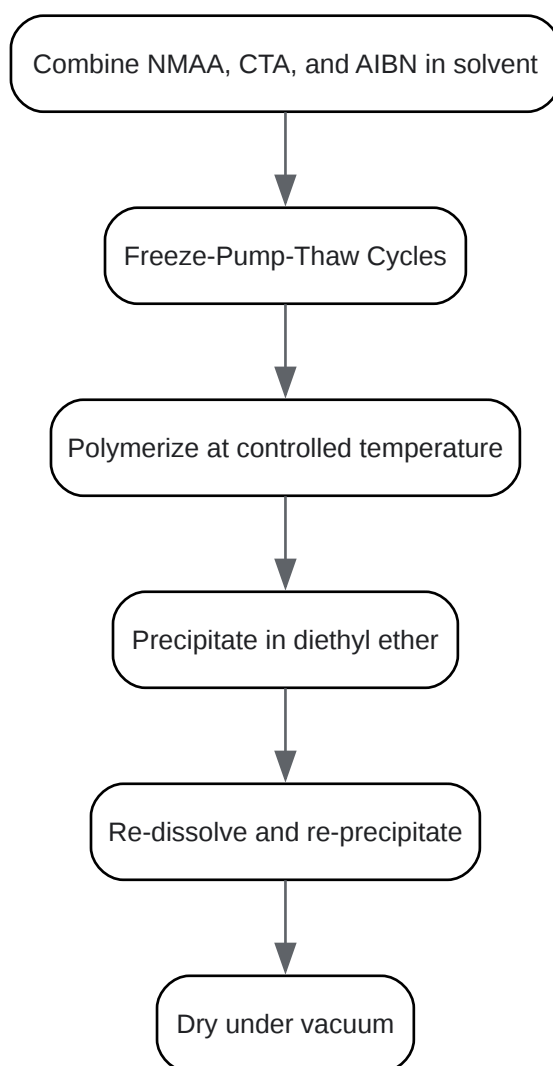 Combine NMAA, CTA, and AIBN in solvent
Freeze-Pump-Thaw Cycles
Polymerize at controlled temperature
Precipitate in diethyl ether
Re-dissolve and re-precipitate
Dry under vacuum